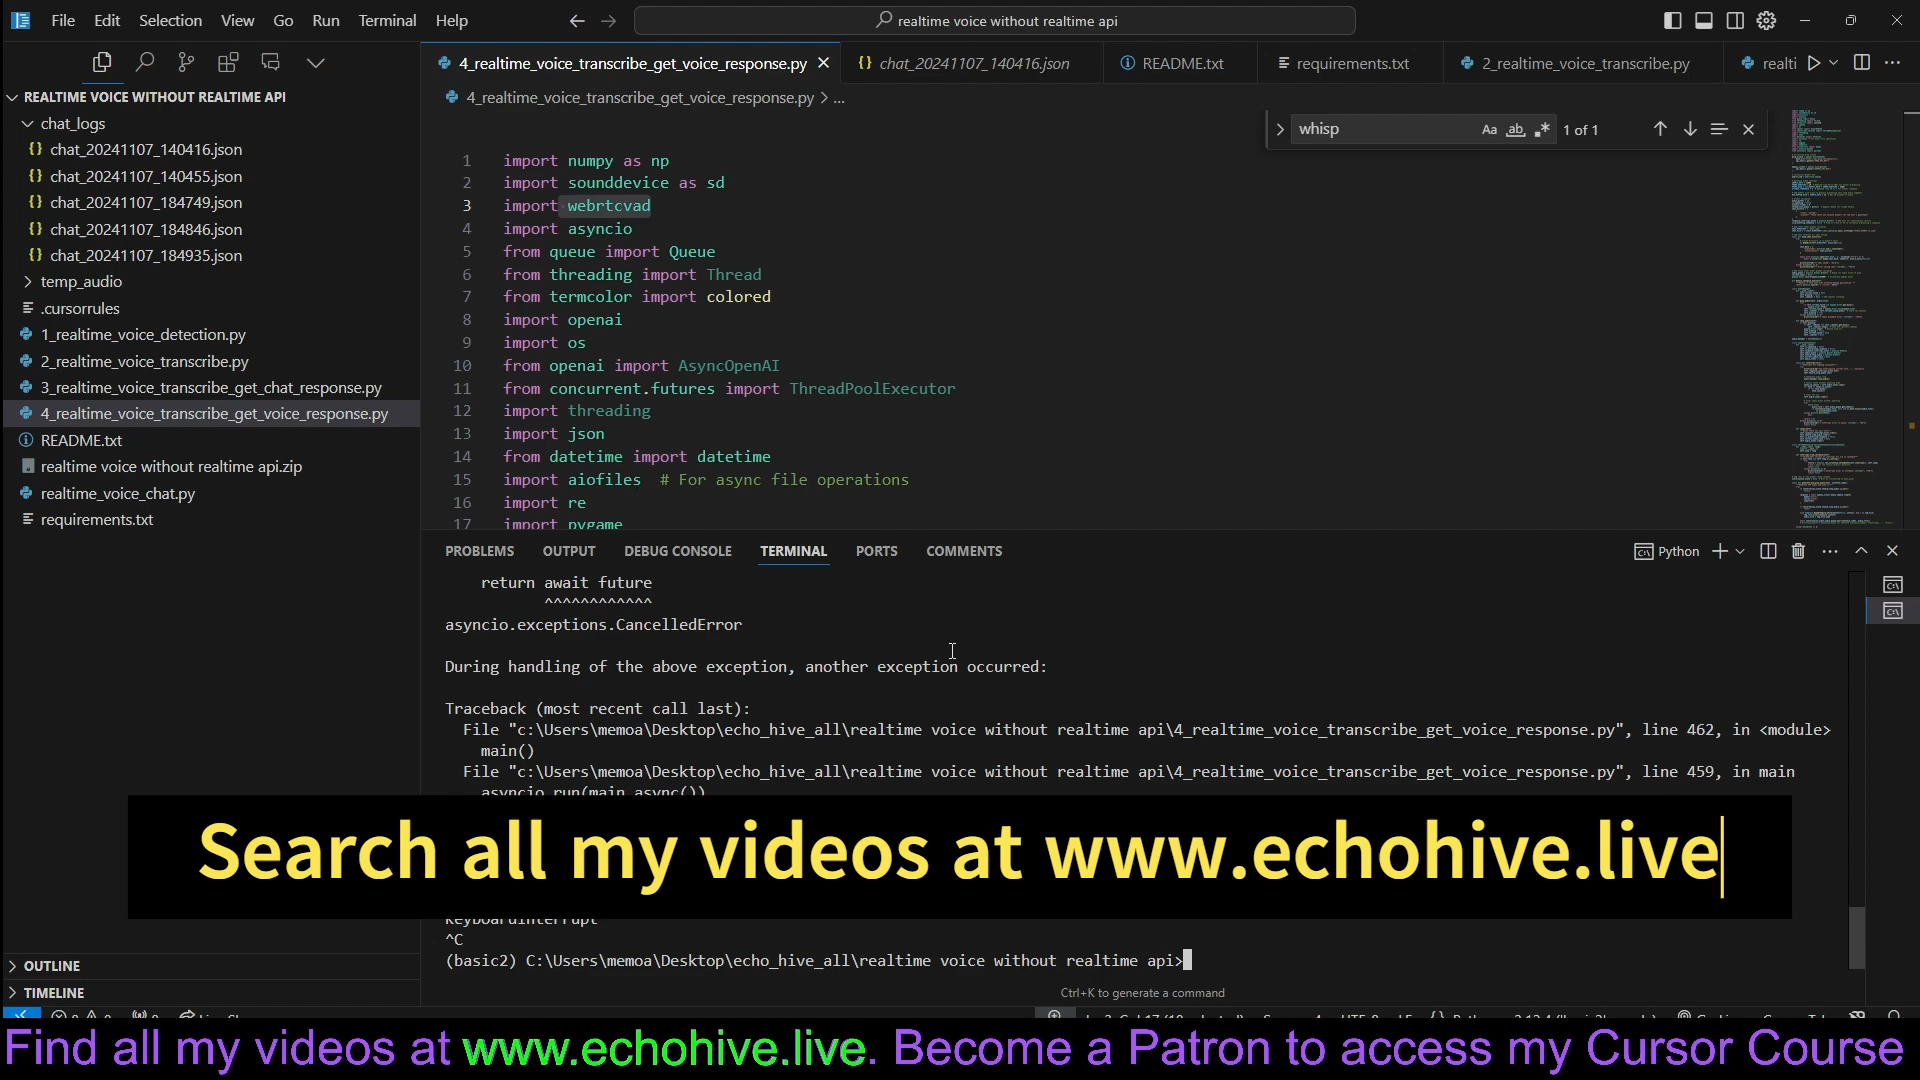 File Edit Selection View Go Run Terminal Help
realtime voice without realtime api
4_realtime_voice_transcribe_get_voice_response.py
chat_20241107_140416.json
README.txt
requirements.txt
2_realtime_voice_transcribe.py
realti
REALTIME VOICE WITHOUT REALTIME API
chat_logs
chat_20241107_140416.json
chat_20241107_140455.json
chat_20241107_184749.json
chat_20241107_184846.json
chat_20241107_184935.json
temp_audio
.cursorrules
1_realtime_voice_detection.py
2_realtime_voice_transcribe.py
3_realtime_voice_transcribe_get_chat_response.py
4_realtime_voice_transcribe_get_voice_response.py
README.txt
realtime voice without realtime api.zip
realtime_voice_chat.py
requirements.txt
OUTLINE
TIMELINE
4_realtime_voice_transcribe_get_voice_response.py > ...
whisp Aa ab 1 of 1
1 import numpy as np
2 import sounddevice as sd
3 import webrtcvad
4 import asyncio
5 from queue import Queue
6 from threading import Thread
7 from termcolor import colored
8 import openai
9 import os
10 from openai import AsyncOpenAI
11 from concurrent.futures import ThreadPoolExecutor
12 import threading
13 import json
14 from datetime import datetime
15 import aiofiles # For async file operations
16 import re
17 import pygame
PROBLEMS OUTPUT DEBUG CONSOLE TERMINAL PORTS COMMENTS
Python
return await future
^^^^^^^^^^^^
asyncio.exceptions.CancelledError
During handling of the above exception, another exception occurred:
Traceback (most recent call last):
File "c:\Users\memoa\Desktop\echo_hive_all\realtime voice without realtime api\4_realtime_voice_transcribe_get_voice_response.py", line 462, in <module>
main()
File "c:\Users\memoa\Desktop\echo_hive_all\realtime voice without realtime api\4_realtime_voice_transcribe_get_voice_response.py", line 459, in main
asyncio.run(main_async())
Search all my videos at www.echohive.live
KeyboardInterrupt
^C
(basic2) C:\Users\memoa\Desktop\echo_hive_all\realtime voice without realtime api>
Ctrl+K to generate a command
Find all my videos at www.echohive.live. Become a Patron to access my Cursor Course